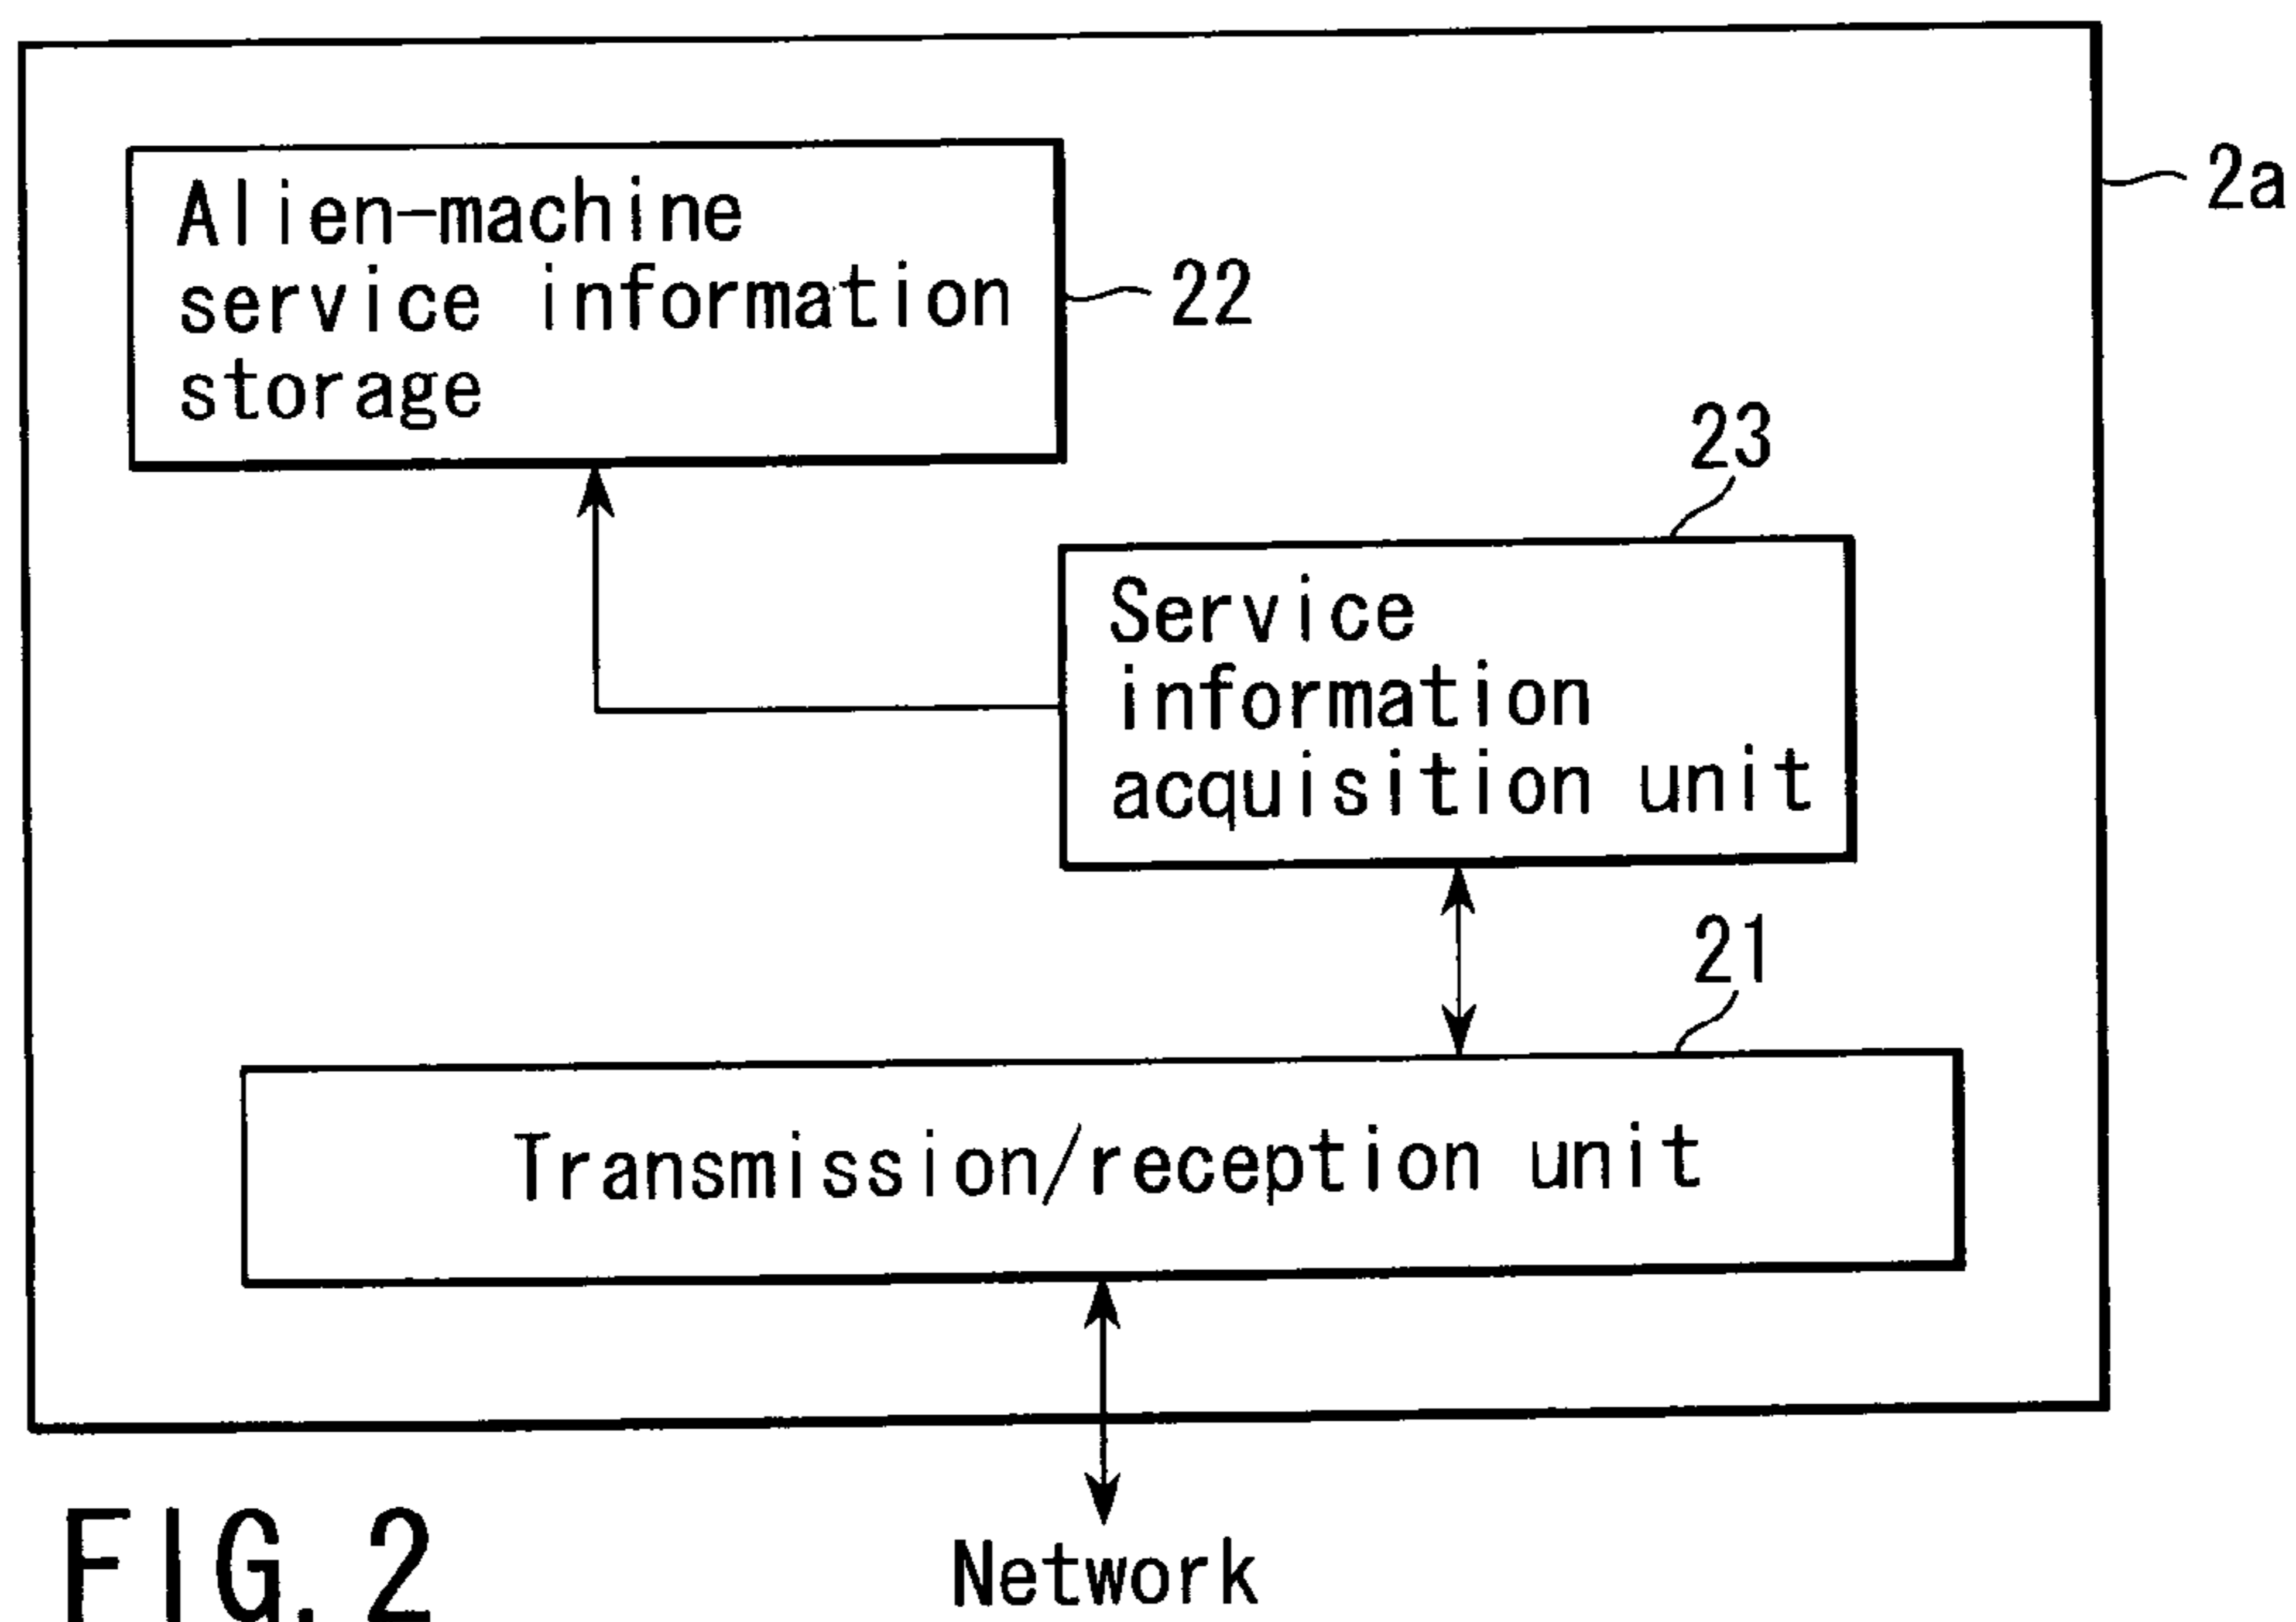 2a
Alien-machine
service information
storage
22
23
Service
information
acquisition unit
21
Transmission/reception unit
Network
FIG. 2